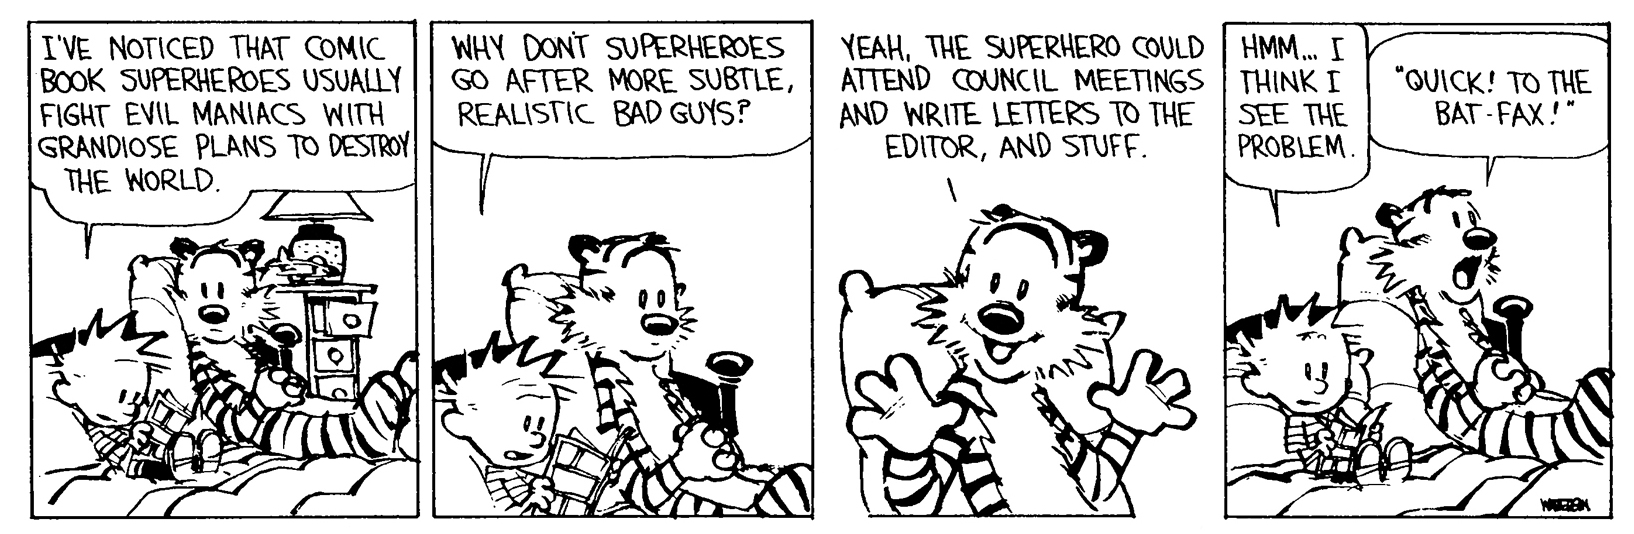 I'VE NOTICED THAT COMIC
BOOK SUPERHEROES USUALLY
FIGHT EVIL MANIACS WITH
GRANDIOSE PLANS TO DESTROY
THE WORLD.
WHY DON'T SUPERHEROES
GO AFTER MORE SUBTLE,
REALISTIC BAD GUYS?
YEAH, THE SUPERHERO COULD
ATTEND COUNCIL MEETINGS
AND WRITE LETTERS TO THE
EDITOR, AND STUFF.
HMM... I
THINK I
SEE THE
PROBLEM.
"QUICK! TO THE
BAT-FAX!"
WATTERSON